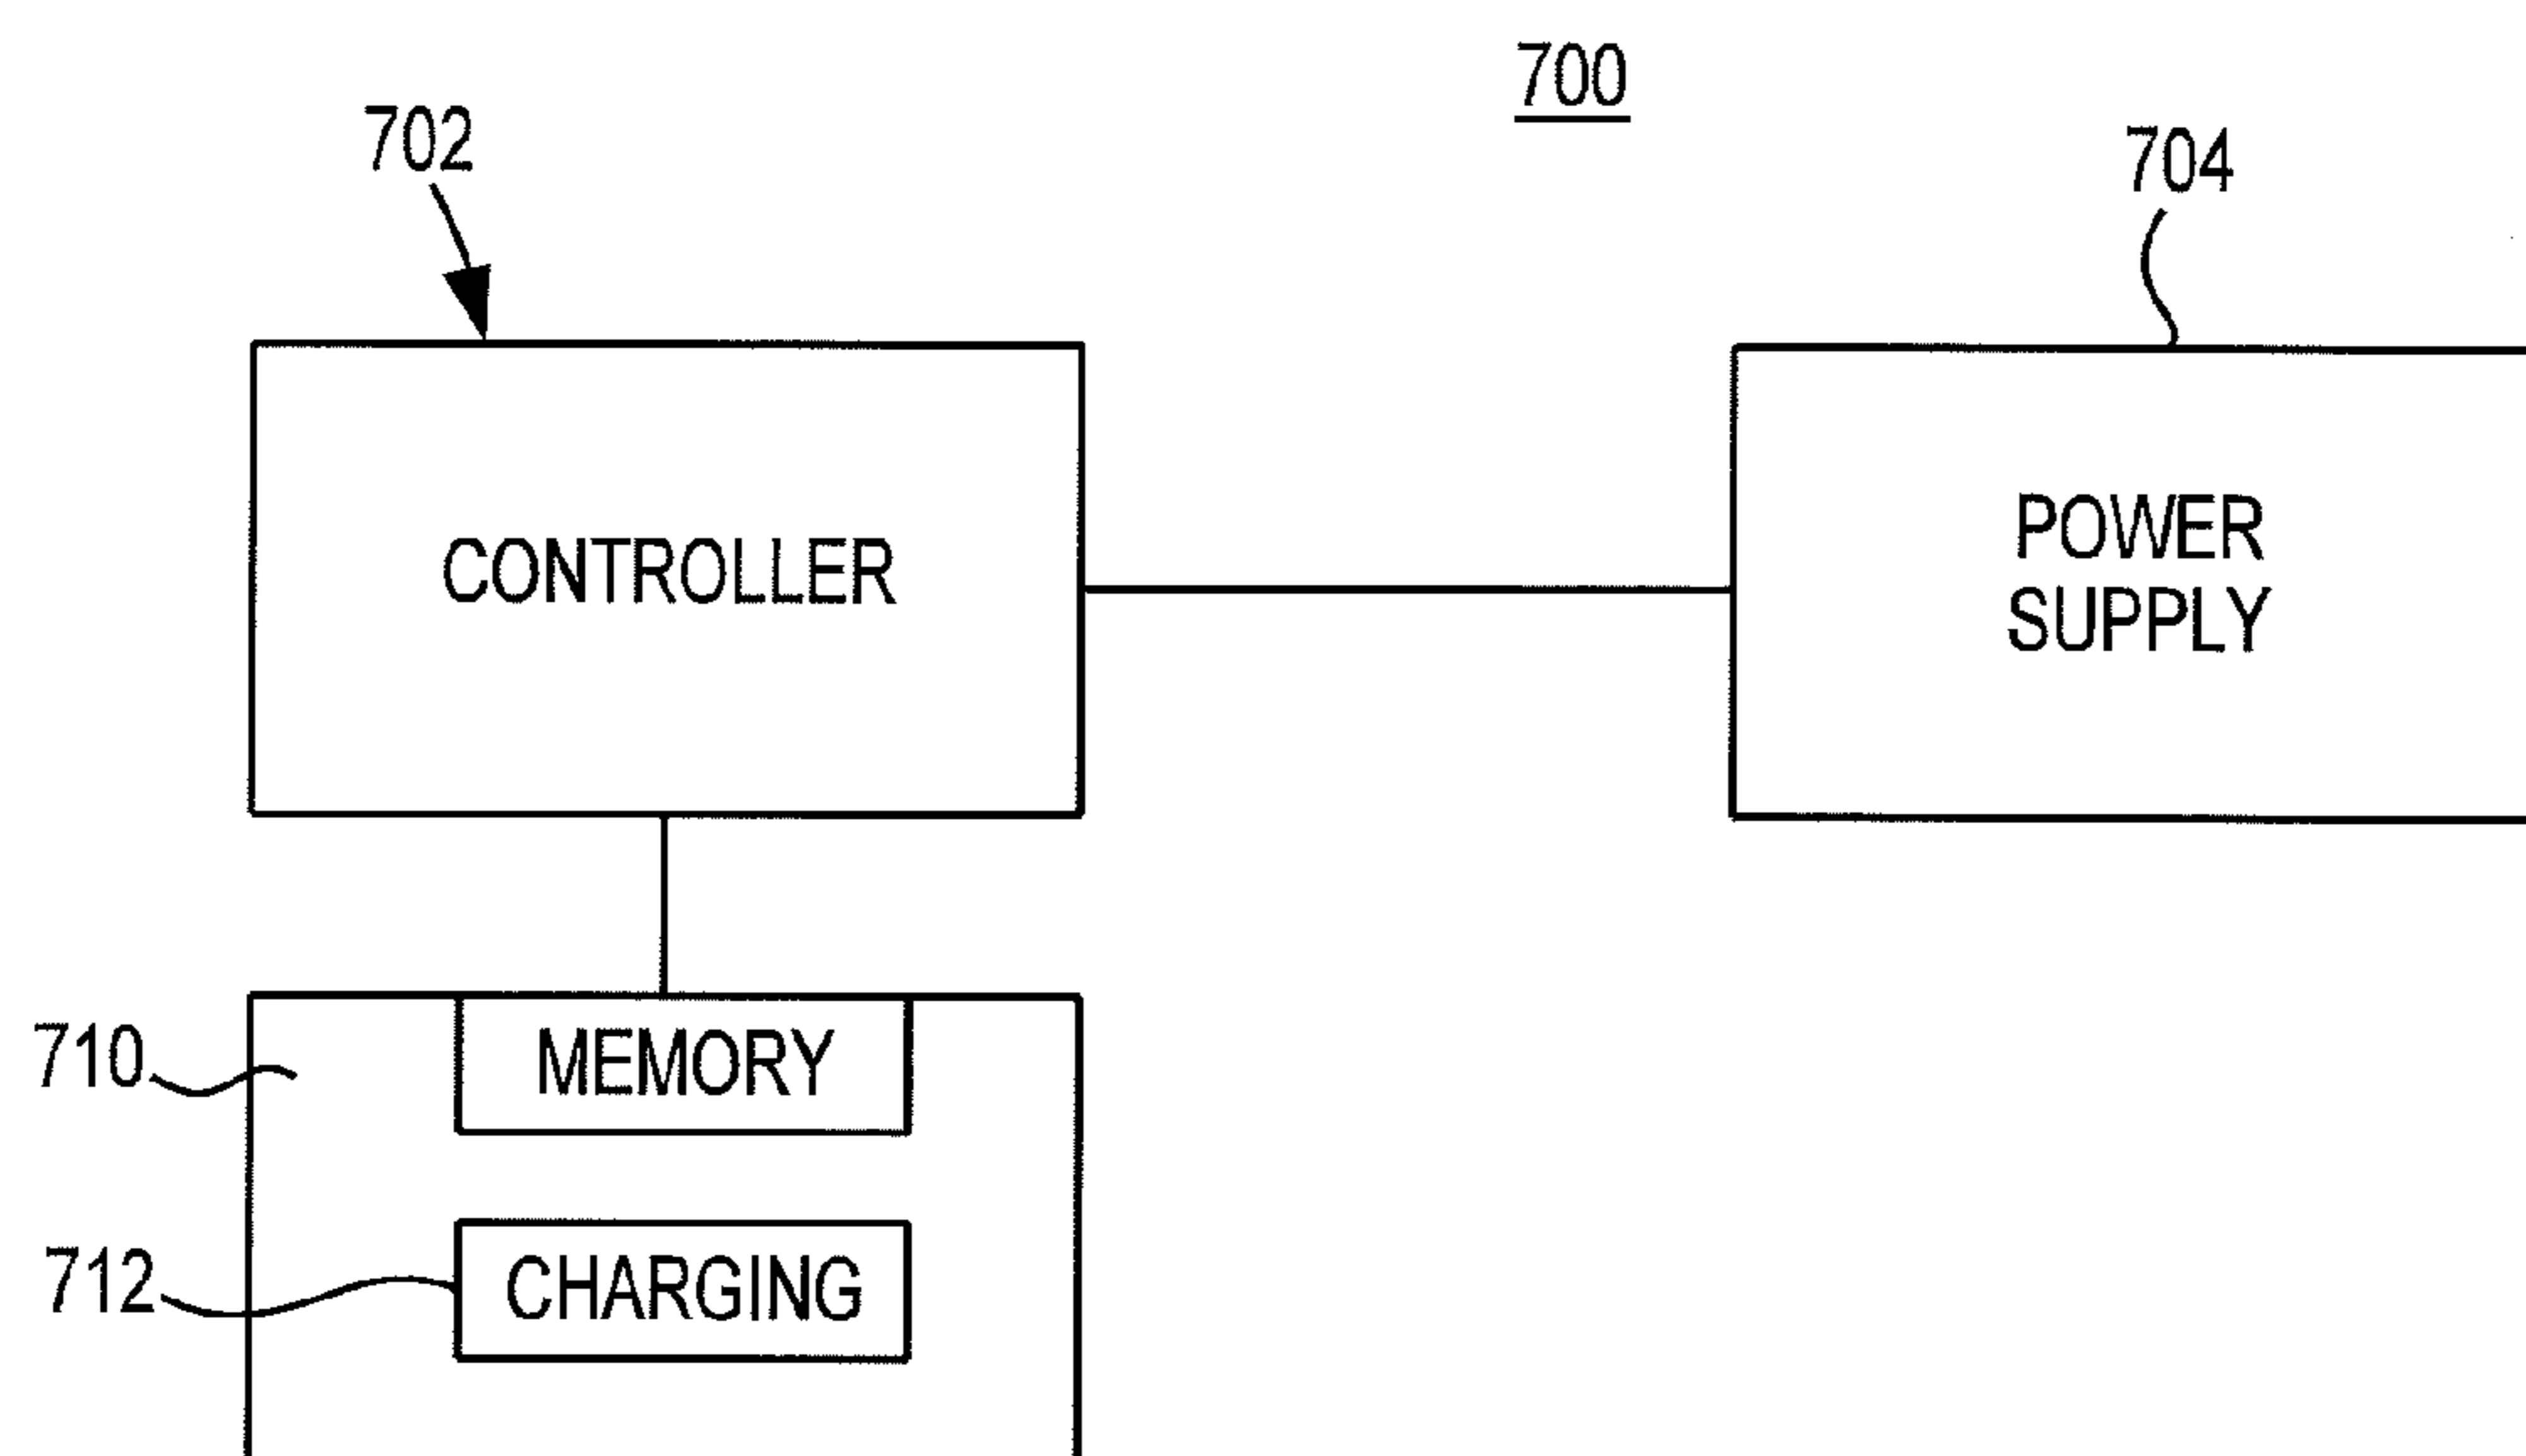 700
702
704
CONTROLLER
POWER
SUPPLY
710
MEMORY
712
CHARGING